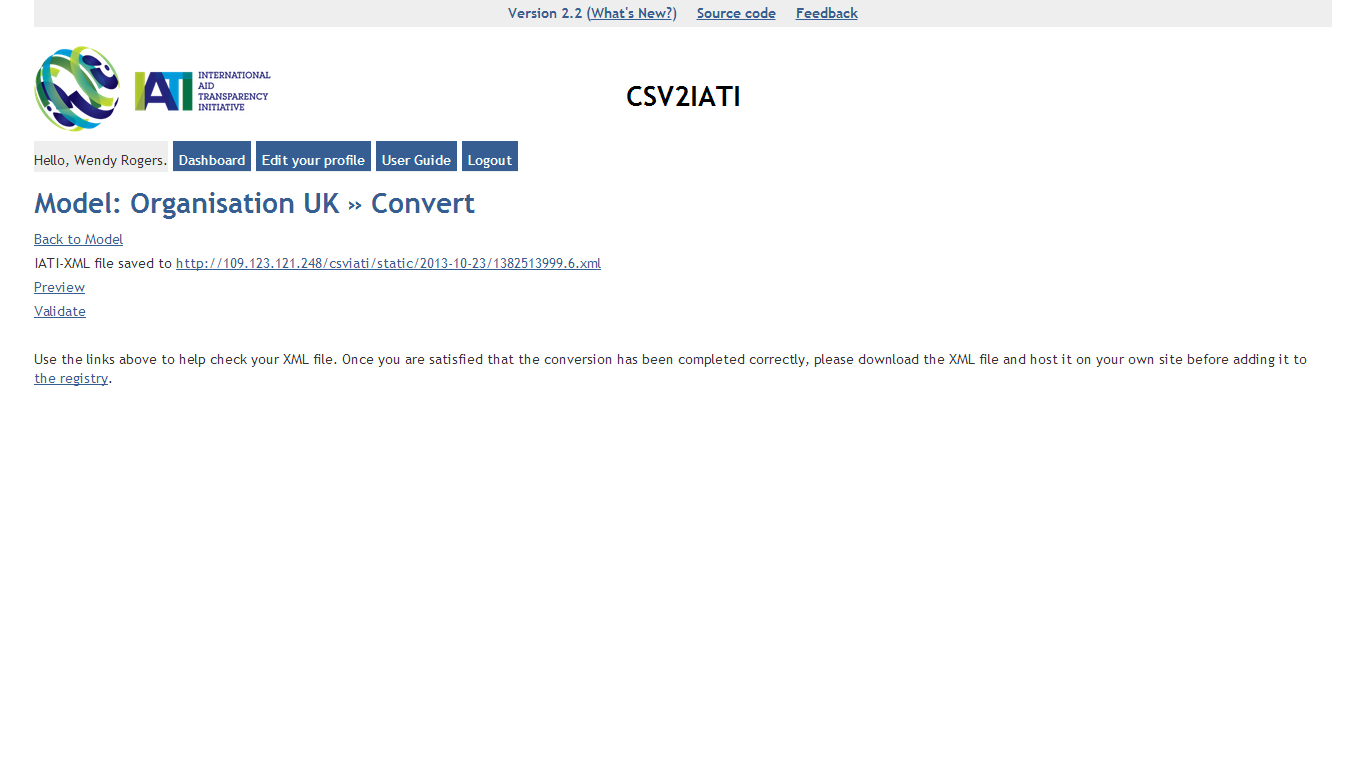 Version 2.2 (What's New?) Source code Feedback
IATI
INTERNATIONAL
AID
TRANSPARENCY
INITIATIVE
CSV2IATI
Hello, Wendy Rogers. Dashboard Edit your profile User Guide Logout
Model: Organisation UK » Convert
Back to Model
IATI-XML file saved to http://109.123.121.248/csviati/static/2013-10-23/1382513999.6.xml
Preview
Validate
Use the links above to help check your XML file. Once you are satisfied that the conversion has been completed correctly, please download the XML file and host it on your own site before adding it to
the registry.